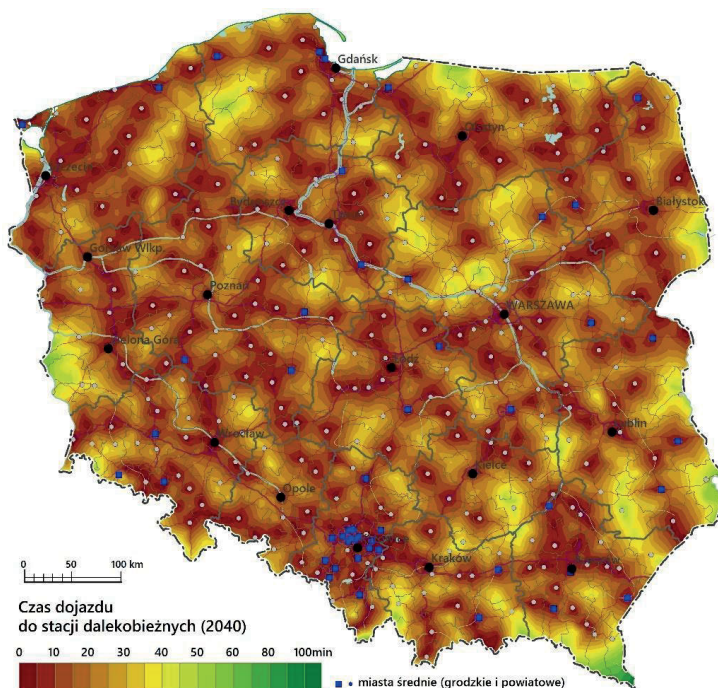 Gdańsk
Olsztyn
Szczecin
Bydgoszcz
Toruń
Białystok
Gorzów Wlkp.
Poznań
WARSZAWA
Zielona Góra
Łódź
Wrocław
Lublin
Kielce
Opole
Kraków
0 50 100 km
Czas dojazdu
do stacji dalekobieżnych (2040)
0 10 20 30 40 50 60 80 100min
miasta średnie (grodzkie i powiatowe)